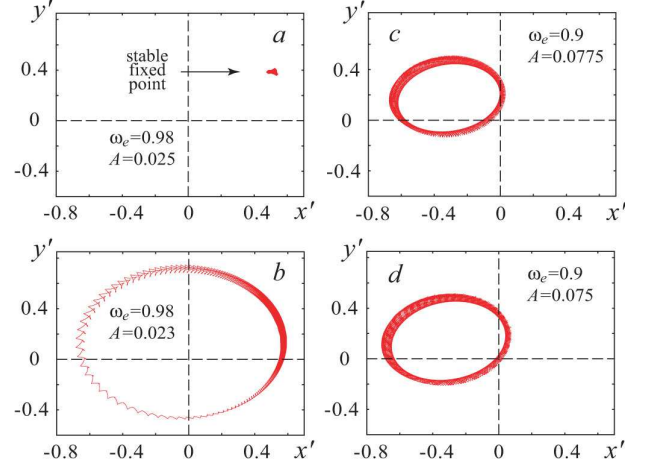 y′
a
0.4
stable
fixed
point
0
ωe=0.98
A=0.025
-0.4
-0.8
-0.4
0
0.4
x′
y′
c
ωe=0.9
A=0.0775
0.4
0
-0.4
-0.8
-0.4
0
0.4
x′
y′
b
0.4
ωe=0.98
A=0.023
0
-0.4
-0.8
-0.4
0
0.4
x′
y′
d
ωe=0.9
A=0.075
0.4
0
-0.4
-0.8
-0.4
0
0.4
x′